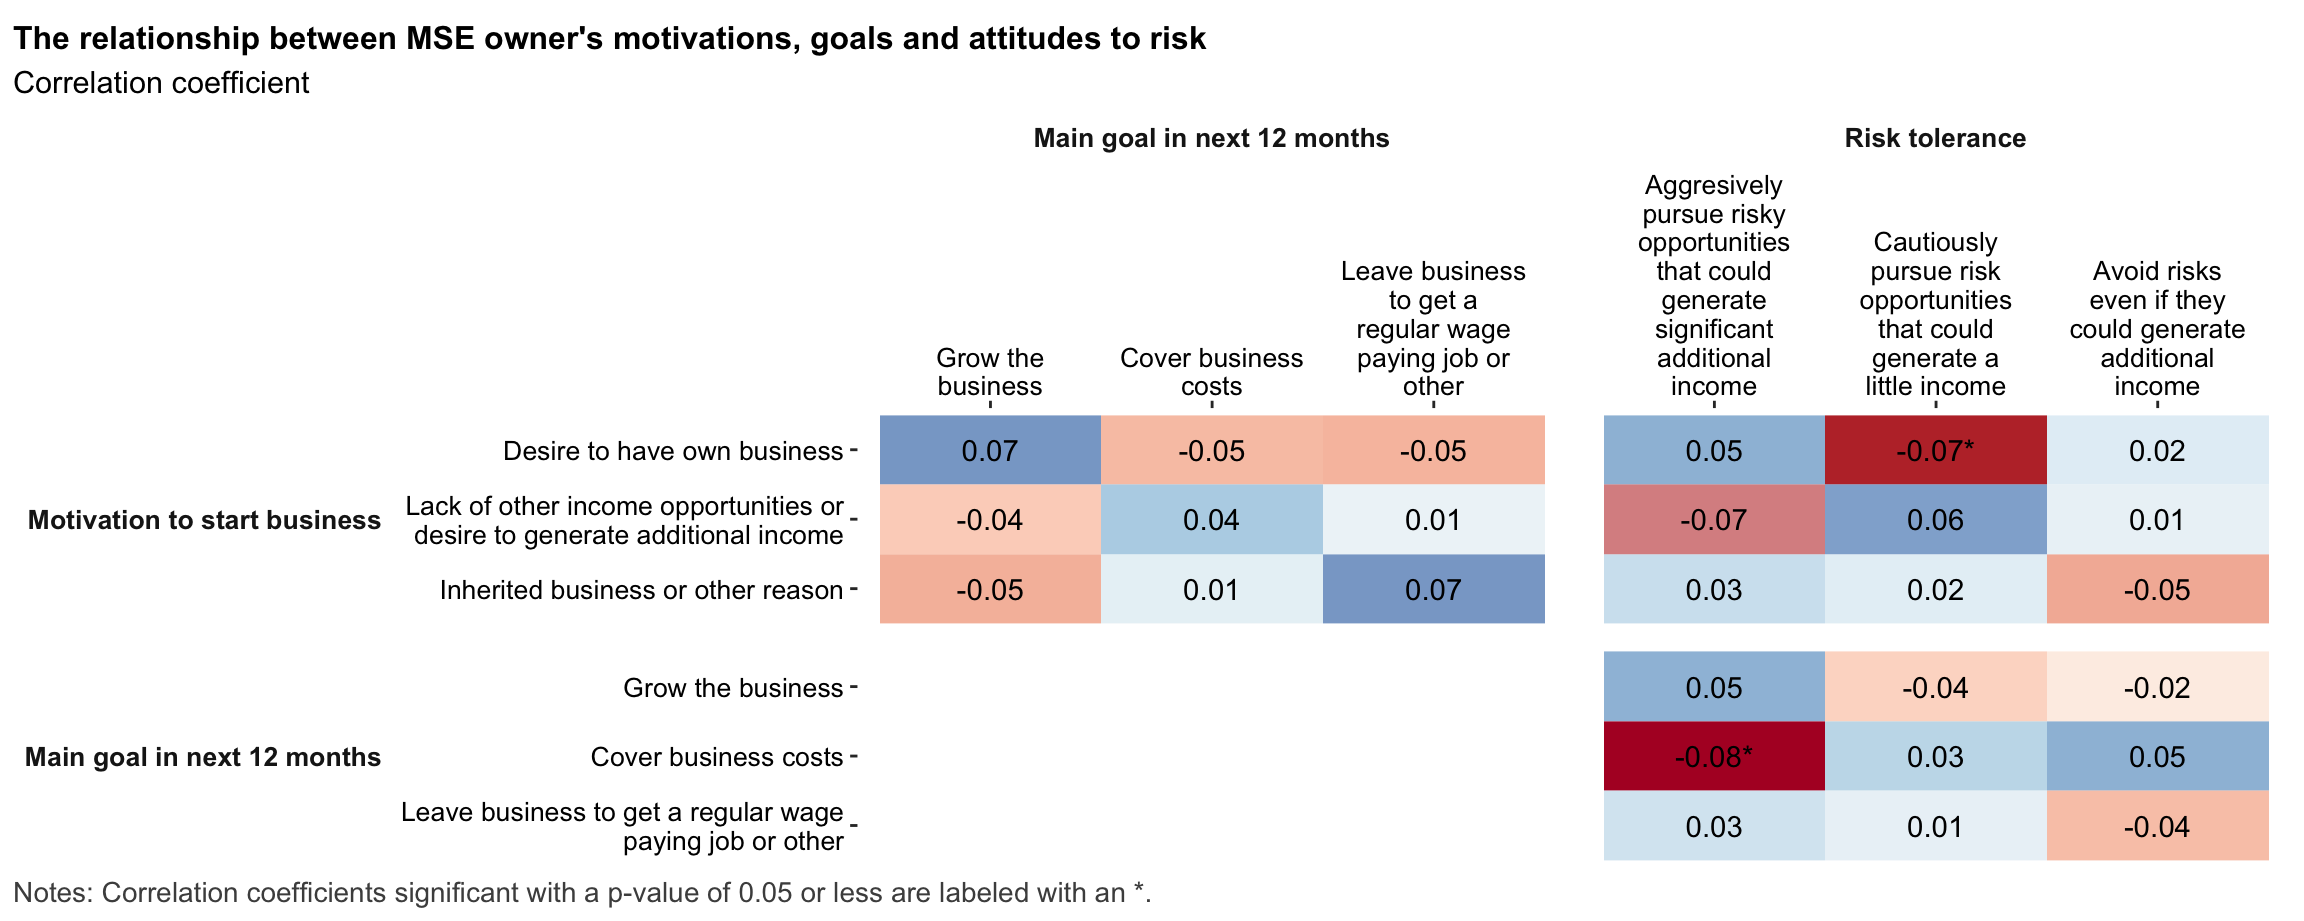 The relationship between MSE owner's motivations, goals and attitudes to risk
Correlation coefficient
Main goal in next 12 months
Risk tolerance
Grow the
business
Cover business
costs
Leave business
to get a
regular wage
paying job or
other
Aggresively
pursue risky
opportunities
that could
generate
significant
additional
income
Cautiously
pursue risk
opportunities
that could
generate a
little income
Avoid risks
even if they
could generate
additional
income
Motivation to start business
Desire to have own business
0.07 -0.05 -0.05 0.05 -0.07* 0.02
Lack of other income opportunities or
desire to generate additional income
-0.04 0.04 0.01 -0.07 0.06 0.01
Inherited business or other reason
-0.05 0.01 0.07 0.03 0.02 -0.05
Main goal in next 12 months
Grow the business
0.05 -0.04 -0.02
Cover business costs
-0.08* 0.03 0.05
Leave business to get a regular wage
paying job or other
0.03 0.01 -0.04
Notes: Correlation coefficients significant with a p-value of 0.05 or less are labeled with an *.